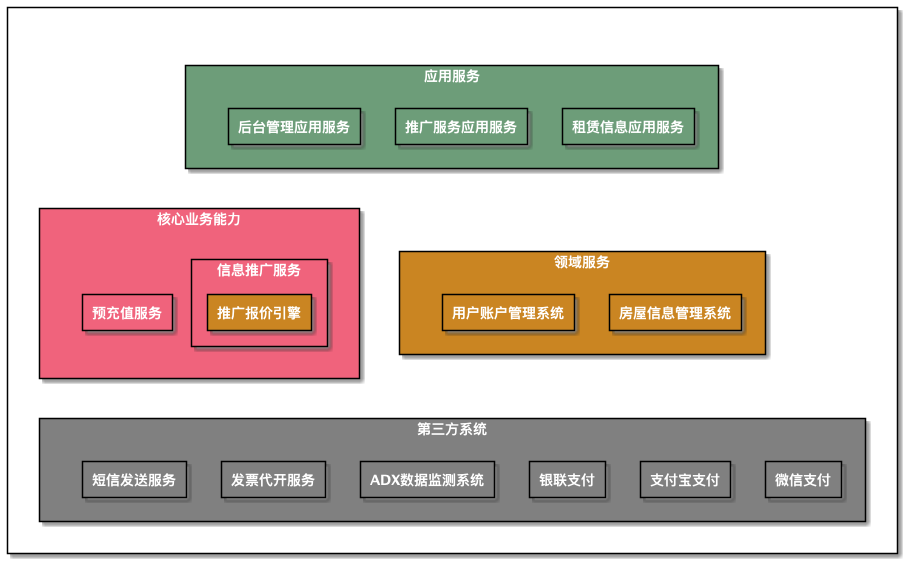 应用服务
后台管理应用服务
推广服务应用服务
租赁信息应用服务
核心业务能力
信息推广服务
预充值服务
推广报价引擎
领域服务
用户账户管理系统
房屋信息管理系统
第三方系统
短信发送服务
发票代开服务
ADX数据监测系统
银联支付
支付宝支付
微信支付